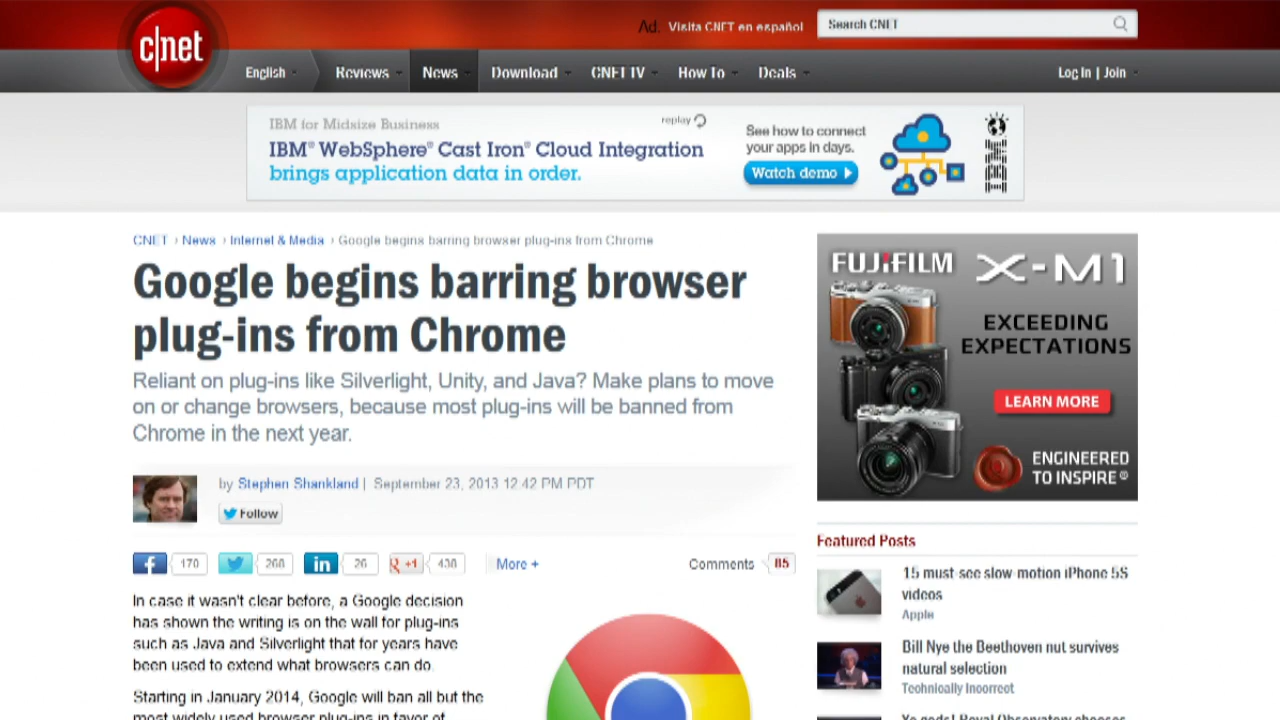 c|net
Ad. Visita CNET en español
Search CNET
English Reviews News Download CNET TV How To Deals Log In | Join
IBM for Midsize Business
replay
IBM® WebSphere® Cast Iron® Cloud Integration
brings application data in order.
See how to connect
your apps in days.
Watch demo
IBM
CNET › News › Internet & Media › Google begins barring browser plug-ins from Chrome
Google begins barring browser
plug-ins from Chrome
Reliant on plug-ins like Silverlight, Unity, and Java? Make plans to move
on or change browsers, because most plug-ins will be banned from
Chrome in the next year.
by Stephen Shankland | September 23, 2013 12:42 PM PDT
Follow
f 170 268 in 26 g +1 438 More +
Comments 85
In case it wasn't clear before, a Google decision
has shown the writing is on the wall for plug-ins
such as Java and Silverlight that for years have
been used to extend what browsers can do.
Starting in January 2014, Google will ban all but the
most widely used browser plug-ins in favor of
FUJIFILM X-M1
EXCEEDING
EXPECTATIONS
LEARN MORE
ENGINEERED
TO INSPIRE®
Featured Posts
15 must-see slow-motion iPhone 5S
videos
Apple
Bill Nye the Beethoven nut survives
natural selection
Technically Incorrect
Ye gods! Royal Observatory chooses